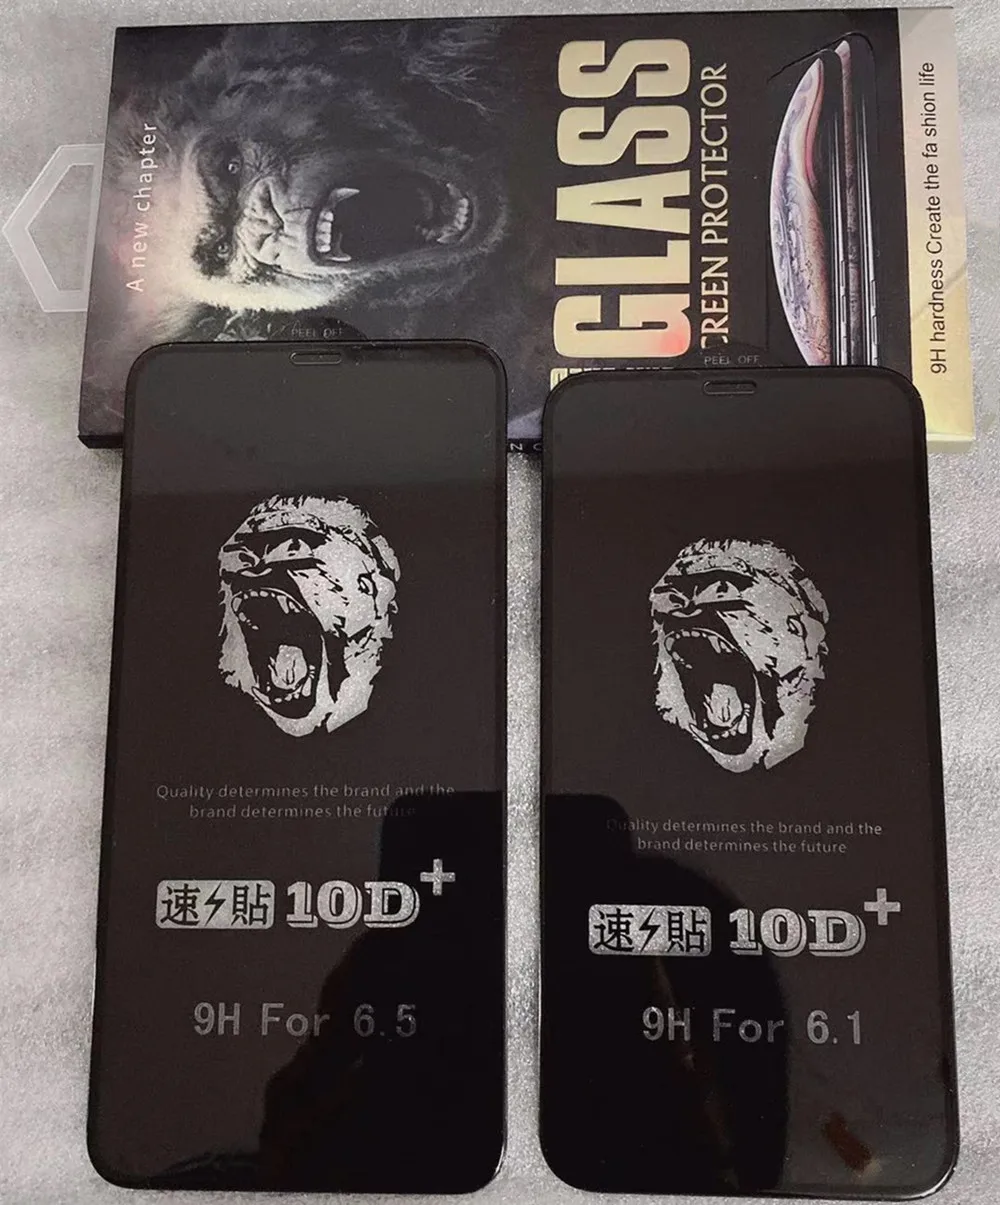 A new chapter
GLASS
SCREEN PROTECTOR
9H hardness Create the fa shion life
PEEL OFF
Quality determines the brand and the
brand determines the future
速貼 10D+
9H For 6.5
PEEL OFF
Quality determines the brand and the
brand determines the future
速貼 10D+
9H For 6.1